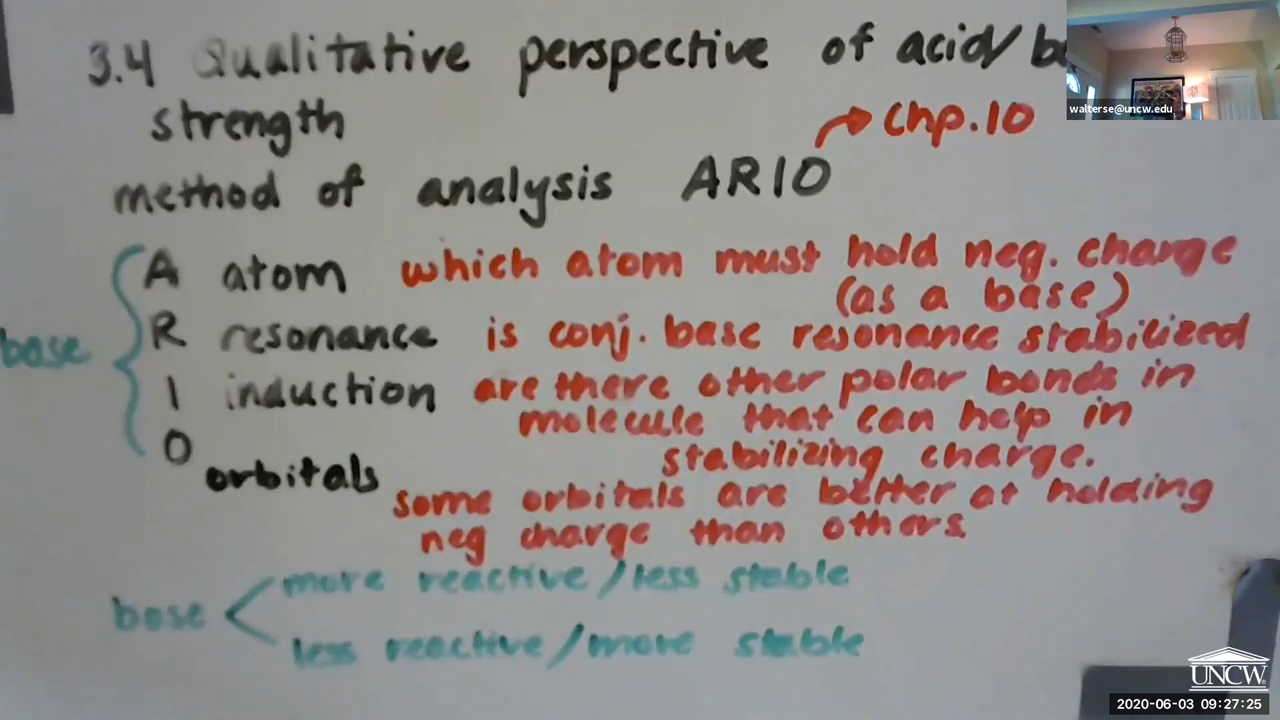 3.4 Qualitative perspective of acid/
strength
Chp.10
method of analysis ARIO
A atom which atom must hold neg. charge
(as a base)
R resonance is conj. base resonance stabilized
base
I induction are there other polar bonds in
molecule that can help in
O
stabilizing charge.
orbitals
some orbitals are better at holding
neg charge than others.
more reactive/less stable
base
less reactive/more stable
walterse@uncw.edu
UNCW
2020-06-03 09:27:25